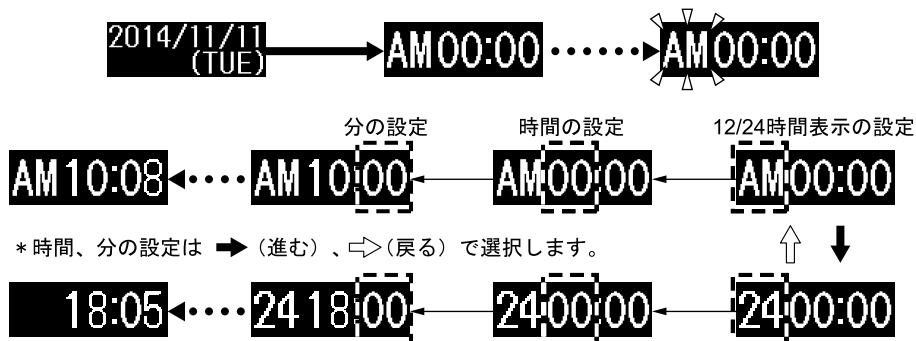 2014/11/11
(TUE)
AM00:00
AM00:00
分の設定
時間の設定
12/24時間表示の設定
AM10:08
AM10:00
AM00:00
AM00:00
*時間、分の設定は ➡（進む）、⇨（戻る）で選択します。
18:05
2418:00
2400:00
2400:00